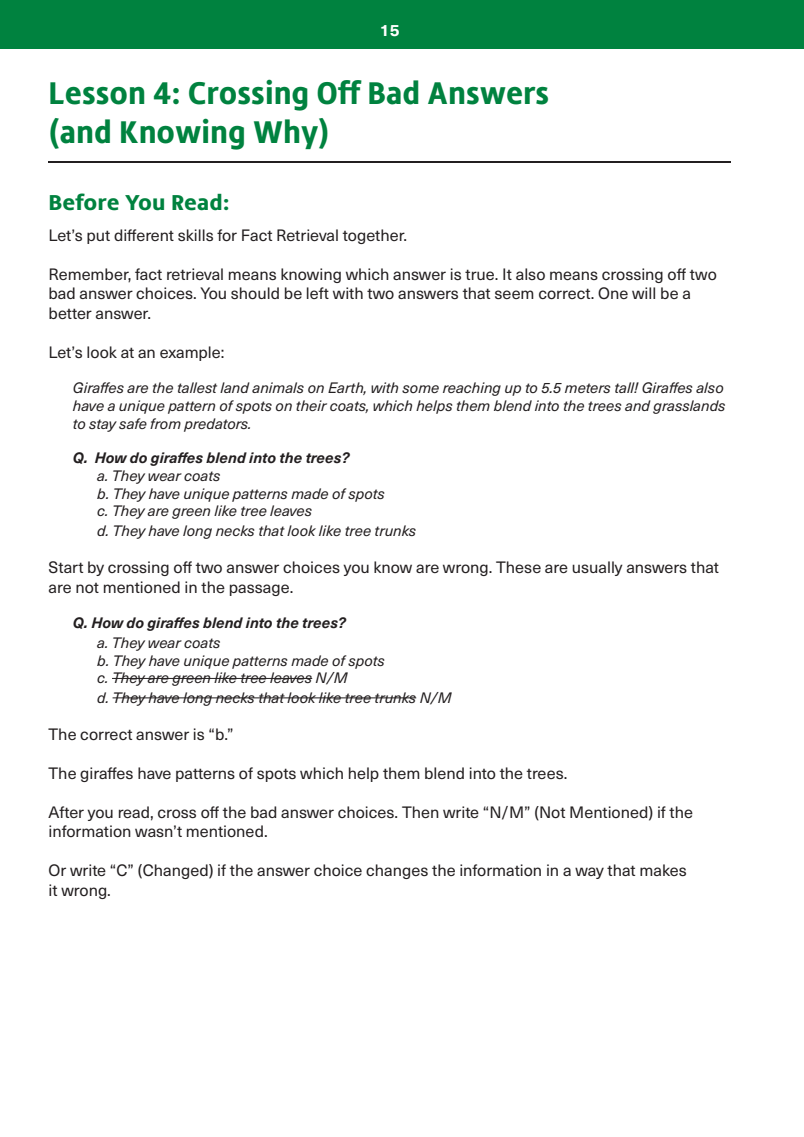 15
Lesson 4: Crossing Off Bad Answers
(and Knowing Why)
Before You Read:
Let's put different skills for Fact Retrieval together.
Remember, fact retrieval means knowing which answer is true. It also means crossing off two
bad answer choices. You should be left with two answers that seem correct. One will be a
better answer.
Let's look at an example:
Giraffes are the tallest land animals on Earth, with some reaching up to 5.5 meters tall! Giraffes also
have a unique pattern of spots on their coats, which helps them blend into the trees and grasslands
to stay safe from predators.
Q. How do giraffes blend into the trees?
a. They wear coats
b. They have unique patterns made of spots
c. They are green like tree leaves
d. They have long necks that look like tree trunks
Start by crossing off two answer choices you know are wrong. These are usually answers that
are not mentioned in the passage.
Q. How do giraffes blend into the trees?
a. They wear coats
b. They have unique patterns made of spots
c. They are green like tree leaves N/M
d. They have long necks that look like tree trunks N/M
The correct answer is “b.”
The giraffes have patterns of spots which help them blend into the trees.
After you read, cross off the bad answer choices. Then write “N/M” (Not Mentioned) if the
information wasn't mentioned.
Or write “C” (Changed) if the answer choice changes the information in a way that makes
it wrong.